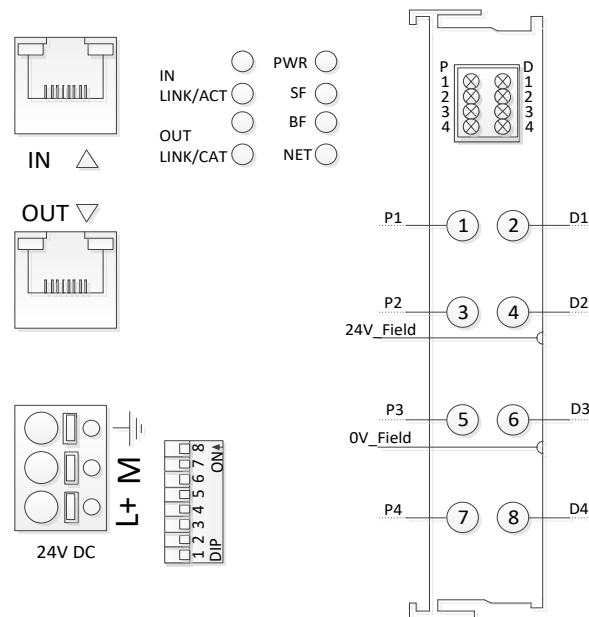 IN
OUT
IN
LINK/ACT
OUT
LINK/CAT
PWR
SF
BF
NET
L+ M
24V DC
1 2 3 4 5 6 7 8
DIP
ON
P D
1 1
2 2
3 3
4 4
P1 1 2 D1
P2 3 4 D2
24V_Field
P3 5 6 D3
0V_Field
P4 7 8 D4